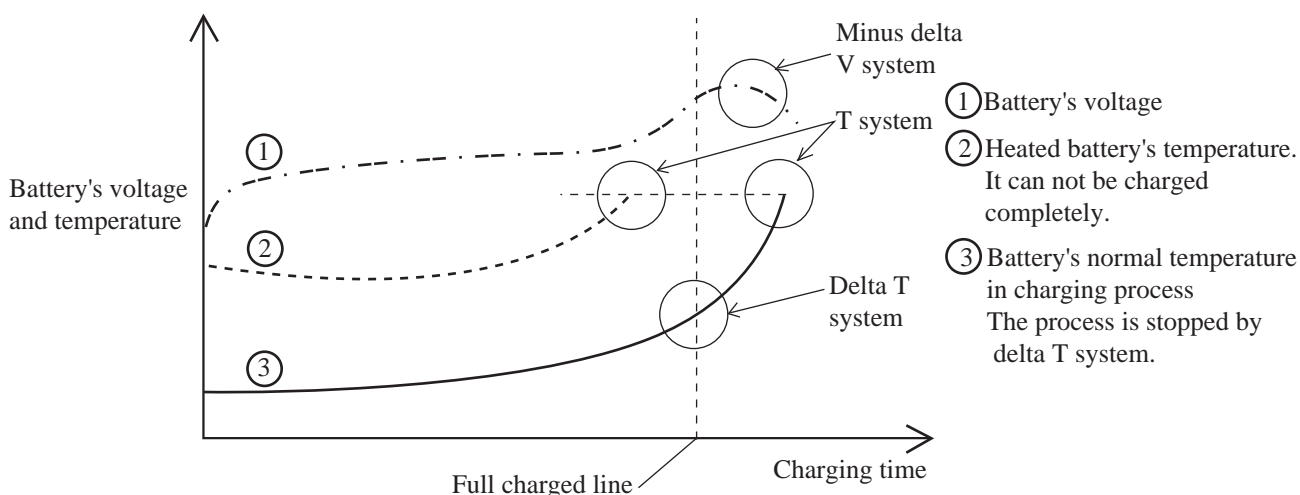 Minus delta
V system
T system
1
2
3
Battery's voltage
and temperature
Delta T
system
Full charged line
Charging time
1 Battery's voltage
2 Heated battery's temperature.
It can not be charged
completely.
3 Battery's normal temperature
in charging process
The process is stopped by
delta T system.